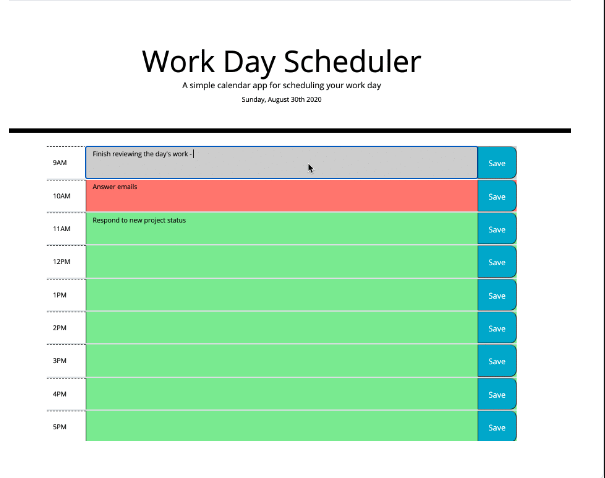 Work Day Scheduler
A simple calendar app for scheduling your work day
Sunday, August 30th 2020
9AM Finish reviewing the day's work - Save
10AM Answer emails Save
11AM Respond to new project status Save
12PM Save
1PM Save
2PM Save
3PM Save
4PM Save
5PM Save